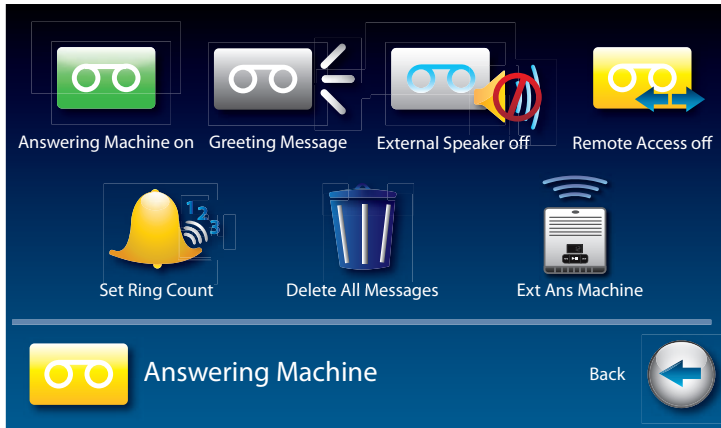 Answering Machine on
Greeting Message
External Speaker off
Remote Access off
1
2
3
Set Ring Count
Delete All Messages
Ext Ans Machine
Answering Machine
Back